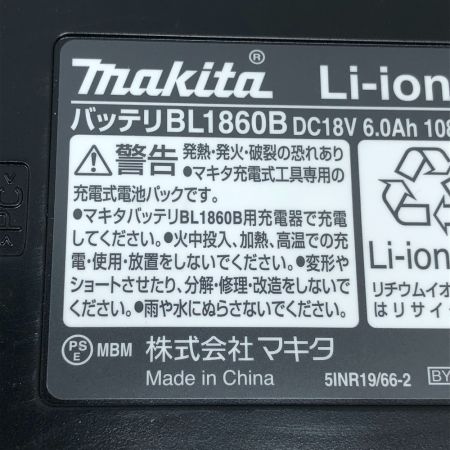 makita® Li-ion
バッテリBL1860B DC18V 6.0Ah 108
⚠警告 発熱・発火・破裂の恐れあり
●マキタ充電式工具専用の
充電式電池パックです。
●マキタバッテリBL1860B用充電器で充電
してください。●火中投入、加熱、高温での充
電・使用・放置をしないでください。●変形や
ショートさせたり、分解・修理・改造をしないで
ください。●雨や水にぬらさないでください。
Li-ion
リチウムイオ
はリサイ
PSE MBM 株式会社マキタ
Made in China 5INR19/66-2 BY
PC